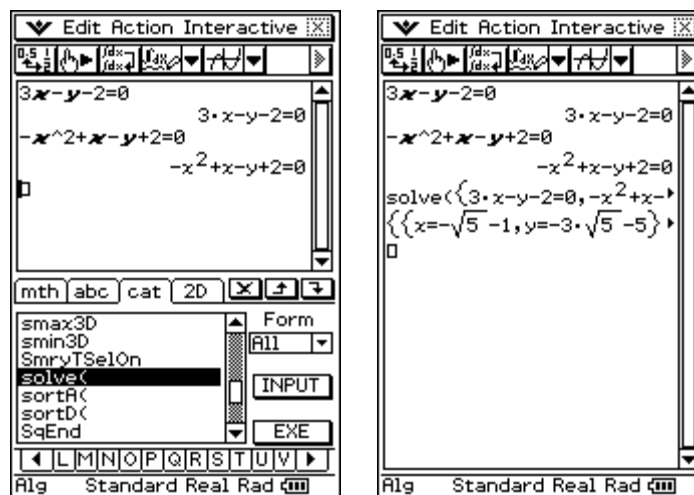 Edit Action Interactive
3x-y-2=0
3·x-y-2=0
-x^2+x-y+2=0
-x²+x-y+2=0
mth abc cat 2D
smax3D
smin3D
SmryTSelOn
solve(
sortA(
sortD(
SqEnd
Form
All
INPUT
EXE
L M N O P Q R S T U V
Alg Standard Real Rad
Edit Action Interactive
3x-y-2=0
3·x-y-2=0
-x^2+x-y+2=0
-x²+x-y+2=0
solve({3·x-y-2=0,-x²+x-
{{x=-√5-1,y=-3·√5-5}
Alg Standard Real Rad